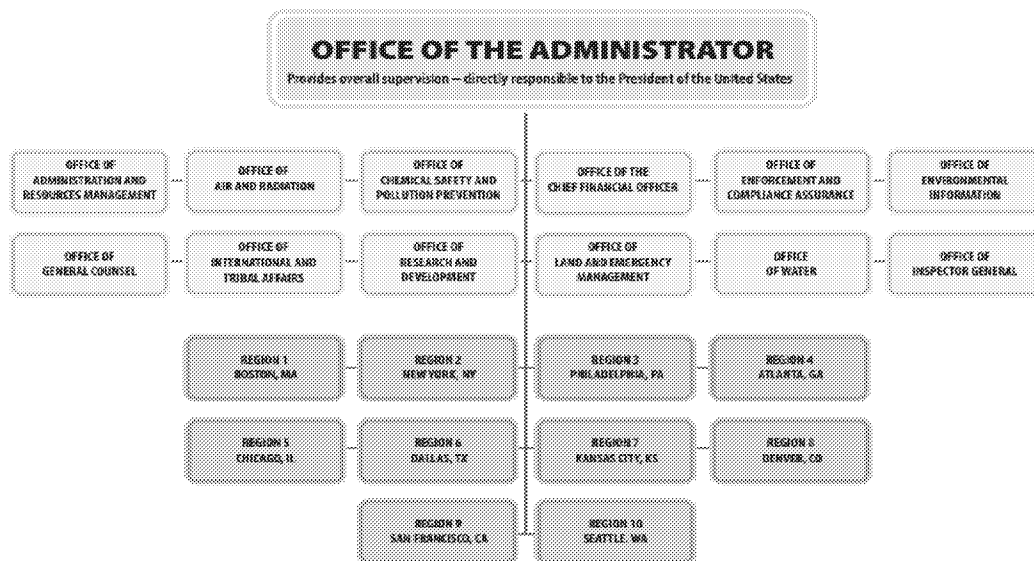 OFFICE OF THE ADMINISTRATOR
Provides overall supervision — directly responsible to the President of the United States
OFFICE OF
ADMINISTRATION AND
RESOURCES MANAGEMENT
OFFICE OF
AIR AND RADIATION
OFFICE OF
CHEMICAL SAFETY AND
POLLUTION PREVENTION
OFFICE OF THE
CHIEF FINANCIAL OFFICER
OFFICE OF
ENFORCEMENT AND
COMPLIANCE ASSURANCE
OFFICE OF
ENVIRONMENTAL
INFORMATION
OFFICE OF
GENERAL COUNSEL
OFFICE OF
INTERNATIONAL AND
TRIBAL AFFAIRS
OFFICE OF
RESEARCH AND
DEVELOPMENT
OFFICE OF
LAND AND EMERGENCY
MANAGEMENT
OFFICE
OF WATER
OFFICE OF
INSPECTOR GENERAL
REGION 1
BOSTON, MA
REGION 2
NEW YORK, NY
REGION 3
PHILADELPHIA, PA
REGION 4
ATLANTA, GA
REGION 5
CHICAGO, IL
REGION 6
DALLAS, TX
REGION 7
KANSAS CITY, KS
REGION 8
DENVER, CO
REGION 9
SAN FRANCISCO, CA
REGION 10
SEATTLE, WA